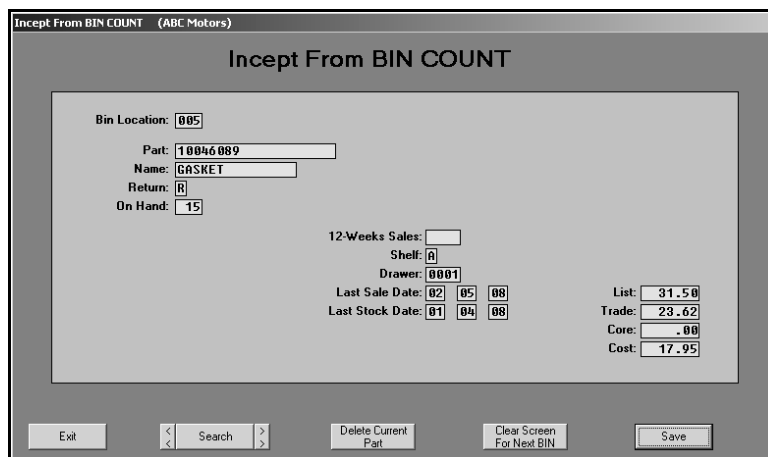 Incept From BIN COUNT (ABC Motors)
Incept From BIN COUNT
Bin Location: 005
Part: 10046089
Name: GASKET
Return: R
On Hand: 15
12-Weeks Sales:
Shelf: A
Drawer: 0001
Last Sale Date: 02 05 08
Last Stock Date: 01 04 08
List: 31.50
Trade: 23.62
Core: .00
Cost: 17.95
Exit
< < Search > >
Delete Current Part
Clear Screen For Next BIN
Save